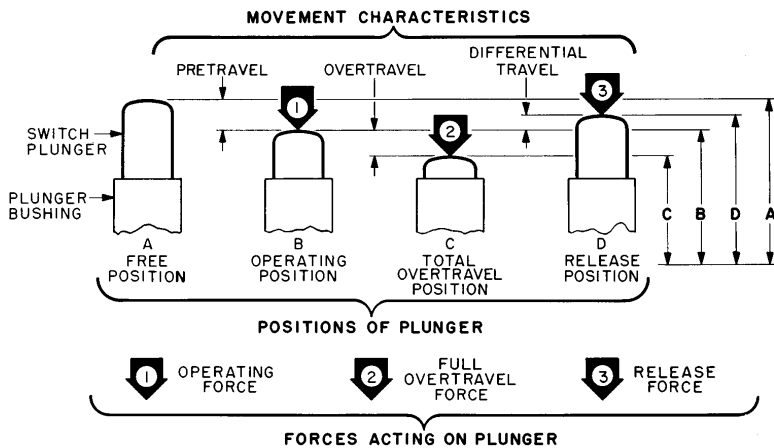 MOVEMENT CHARACTERISTICS
PRETRAVEL
OVERTRAVEL
DIFFERENTIAL
TRAVEL
1
2
3
SWITCH
PLUNGER
PLUNGER
BUSHING
C
B
D
A
A
FREE
POSITION
B
OPERATING
POSITION
C
TOTAL
OVERTRAVEL
POSITION
D
RELEASE
POSITION
POSITIONS OF PLUNGER
1 OPERATING
FORCE
2 FULL
OVERTRAVEL
FORCE
3 RELEASE
FORCE
FORCES ACTING ON PLUNGER